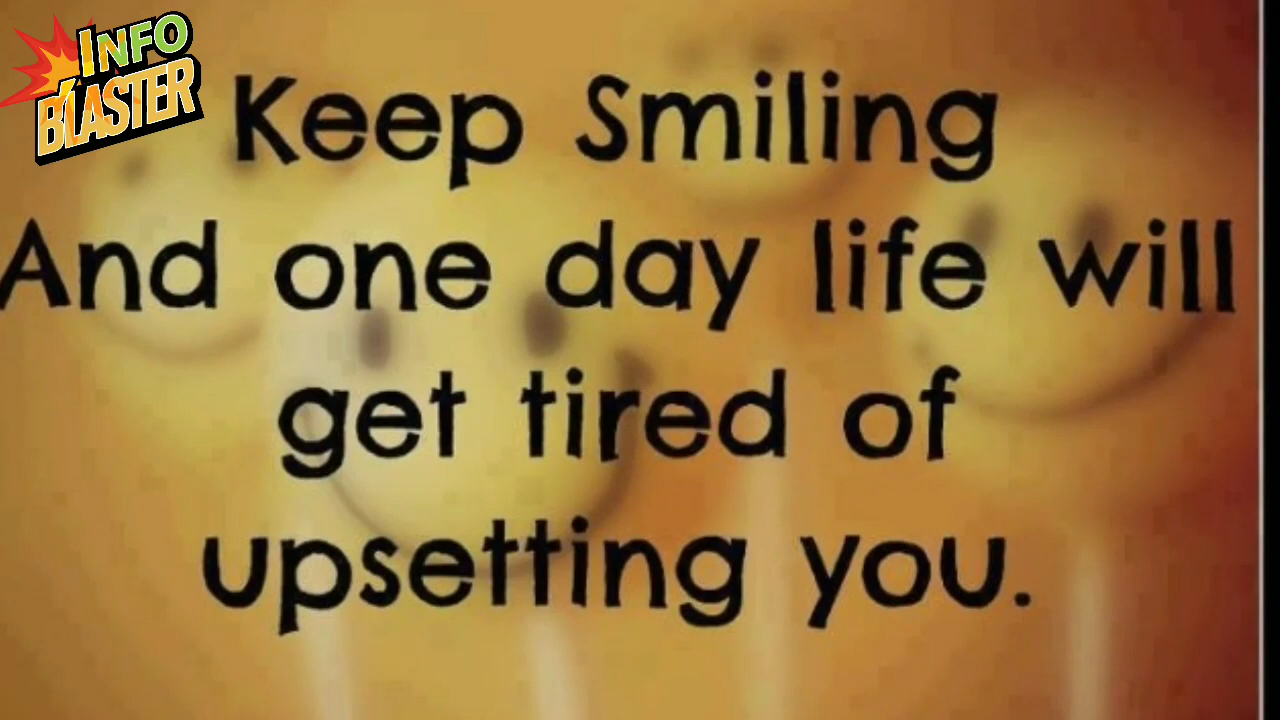 INFO
BLASTER
Keep Smiling
And one day life will
get tired of
upsetting you.